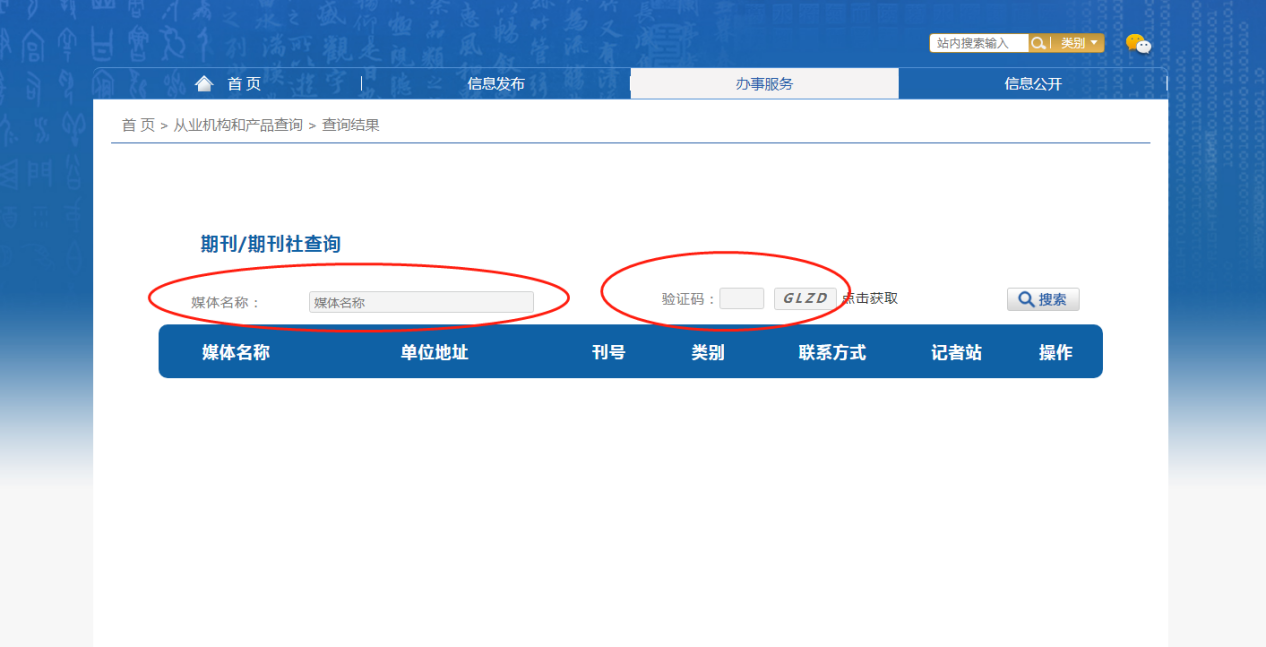 站内搜索输入 类别
首 页 信息发布 办事服务 信息公开
首 页 > 从业机构和产品查询 > 查询结果
期刊/期刊社查询
媒体名称： 媒体名称 验证码： GLZD 点击获取 搜索
媒体名称 单位地址 刊号 类别 联系方式 记者站 操作